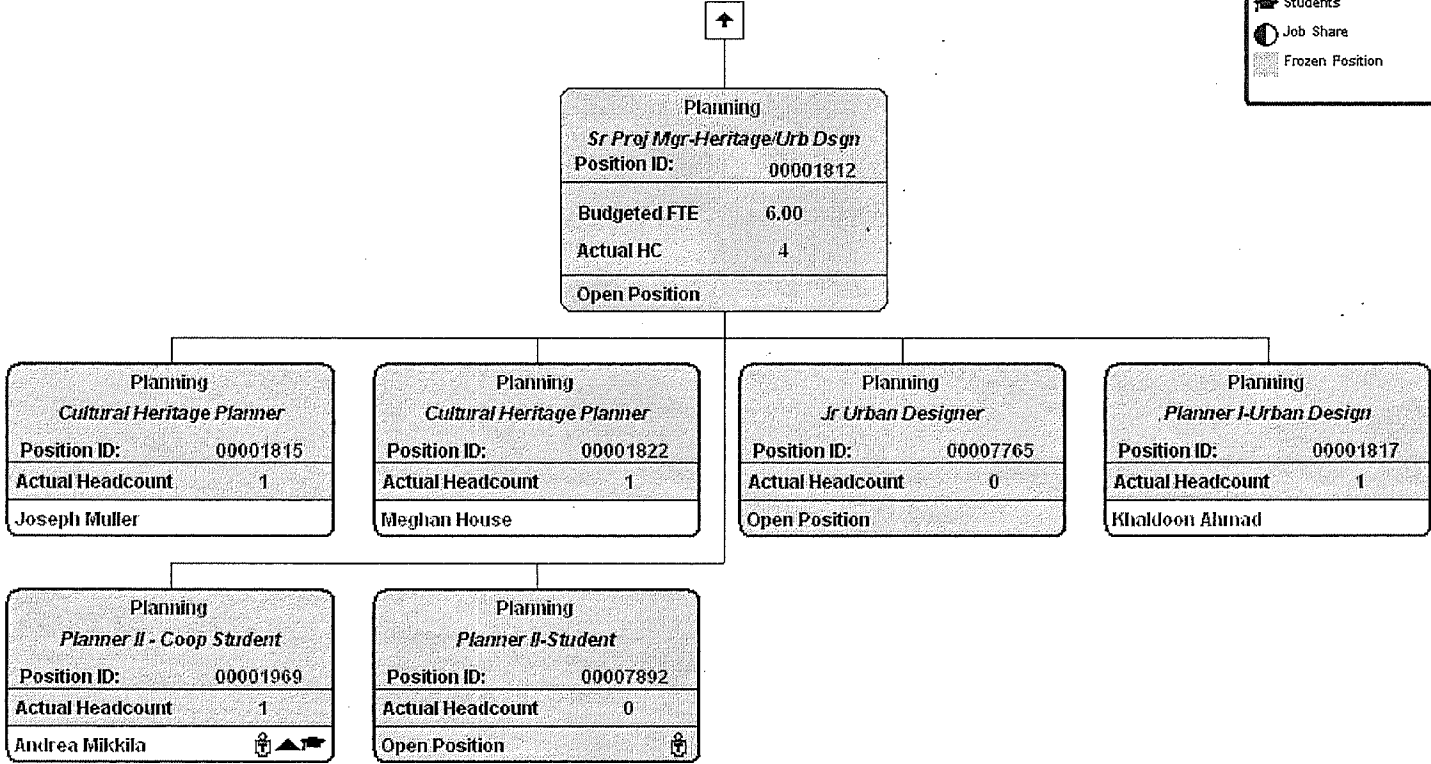 Students
Job Share
Frozen Position
Planning
Sr Proj Mgr-Heritage/Urb Dsgn
Position ID: 00001812
Budgeted FTE 6.00
Actual HC 4
Open Position
Planning
Cultural Heritage Planner
Position ID: 00001815
Actual Headcount 1
Joseph Muller
Planning
Cultural Heritage Planner
Position ID: 00001822
Actual Headcount 1
Meghan House
Planning
Jr Urban Designer
Position ID: 00007765
Actual Headcount 0
Open Position
Planning
Planner I-Urban Design
Position ID: 00001817
Actual Headcount 1
Khaldoon Ahmad
Planning
Planner II - Coop Student
Position ID: 00001969
Actual Headcount 1
Andrea Mikkila
Planning
Planner II-Student
Position ID: 00007892
Actual Headcount 0
Open Position